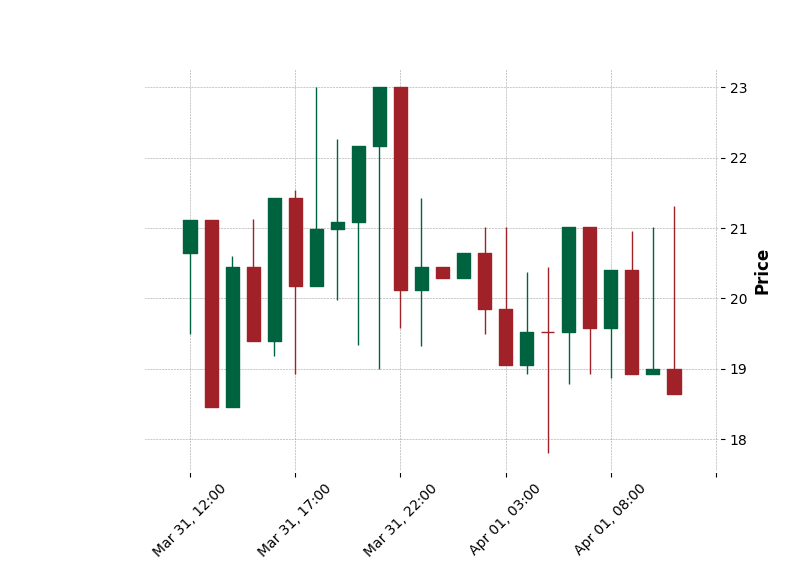 23
22
21
20
19
18
Price
Mar 31, 12:00
Mar 31, 17:00
Mar 31, 22:00
Apr 01, 03:00
Apr 01, 08:00